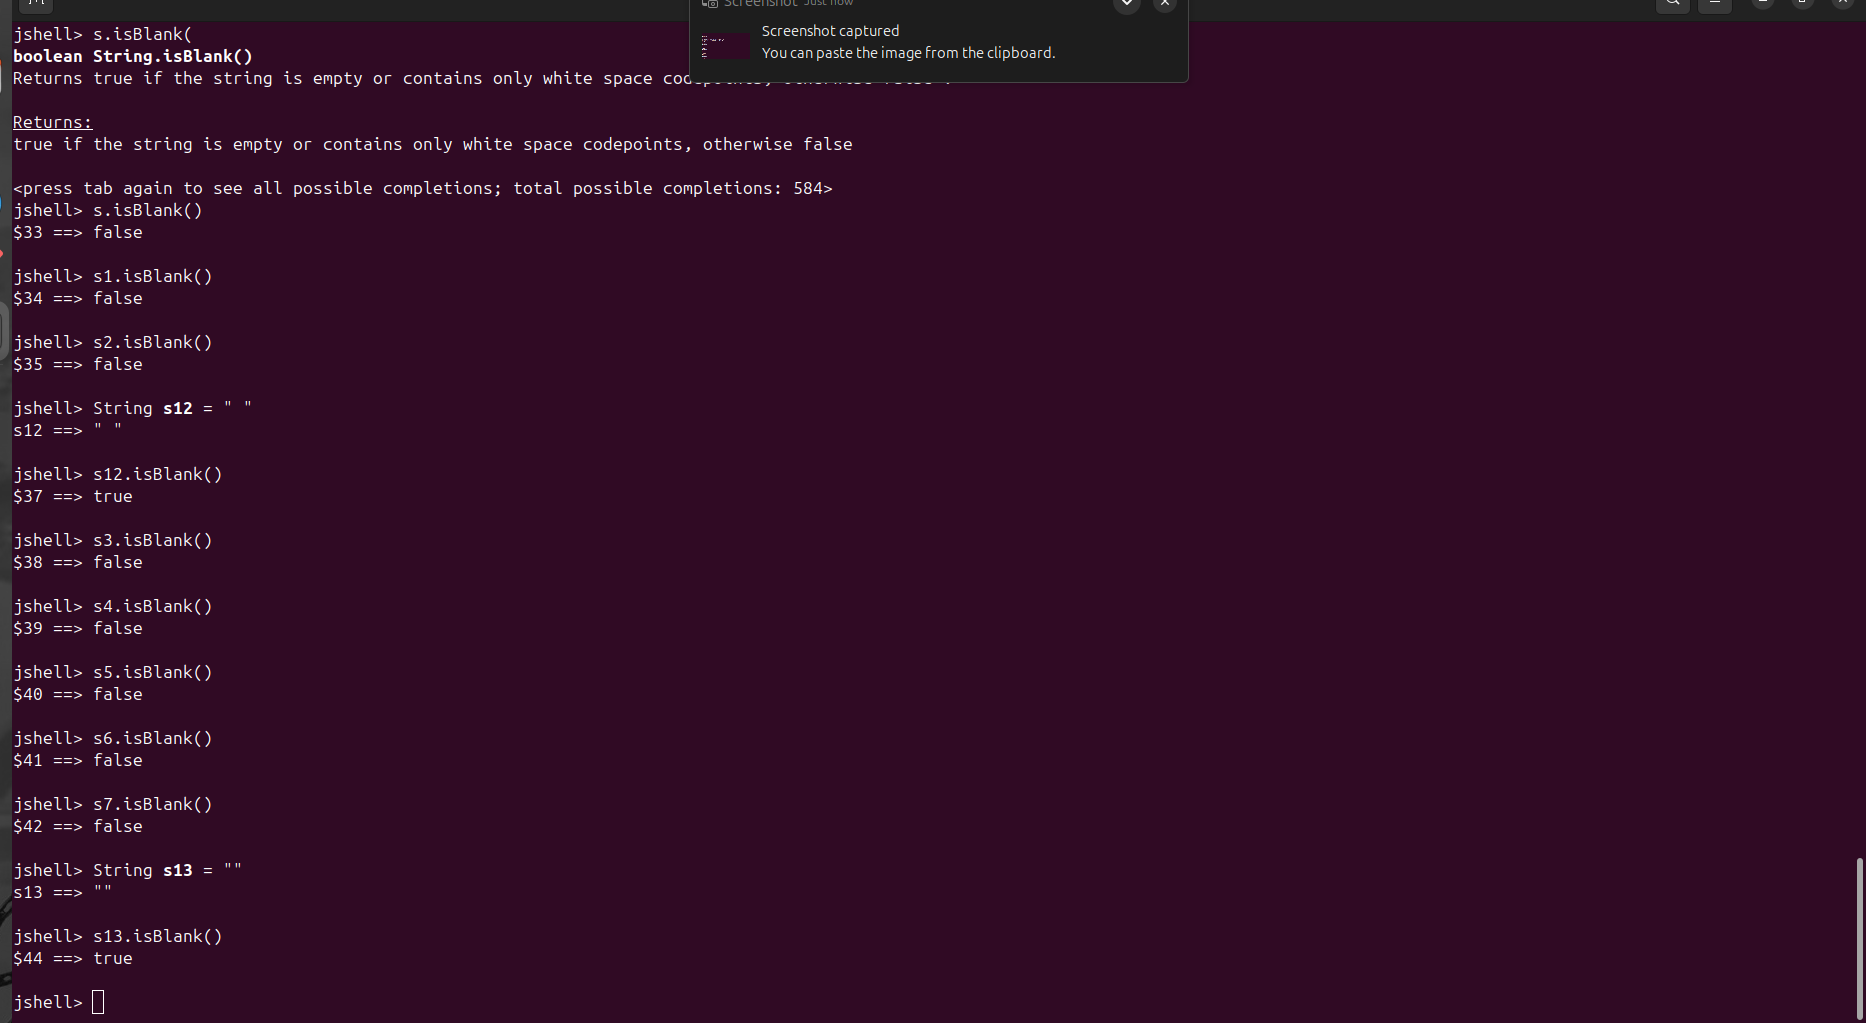 Screenshot Just now
jshell> s.isBlank(
Screenshot captured
boolean String.isBlank()
You can paste the image from the clipboard.
Returns true if the string is empty or contains only white space
Returns:
true if the string is empty or contains only white space codepoints, otherwise false
<press tab again to see all possible completions; total possible completions: 584>
jshell> s.isBlank()
$33 ==> false
jshell> s1.isBlank()
$34 ==> false
jshell> s2.isBlank()
$35 ==> false
jshell> String s12 = " "
s12 ==> " "
jshell> s12.isBlank()
$37 ==> true
jshell> s3.isBlank()
$38 ==> false
jshell> s4.isBlank()
$39 ==> false
jshell> s5.isBlank()
$40 ==> false
jshell> s6.isBlank()
$41 ==> false
jshell> s7.isBlank()
$42 ==> false
jshell> String s13 = ""
s13 ==> ""
jshell> s13.isBlank()
$44 ==> true
jshell>